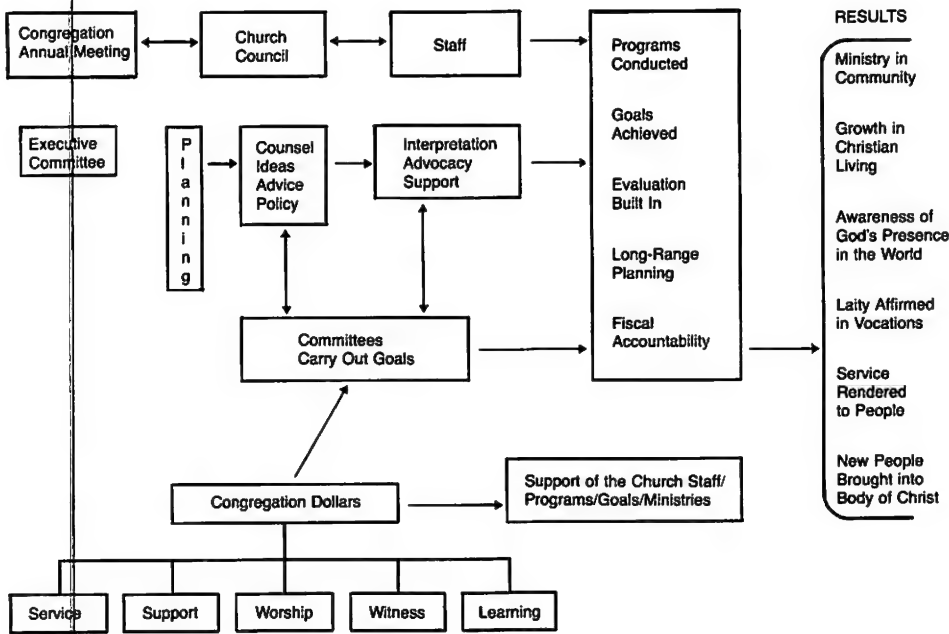 Congregation
Annual Meeting
Church
Council
Staff
Executive
Committee
Planning
Counsel
Ideas
Advice
Policy
Interpretation
Advocacy
Support
Committees
Carry Out Goals
Programs
Conducted
Goals
Achieved
Evaluation
Built In
Long-Range
Planning
Fiscal
Accountability
RESULTS
Ministry in
Community
Growth in
Christian
Living
Awareness of
God's Presence
in the World
Laity Affirmed
in Vocations
Service
Rendered
to People
New People
Brought into
Body of Christ
Congregation Dollars
Support of the Church Staff/
Programs/Goals/Ministries
Service
Support
Worship
Witness
Learning